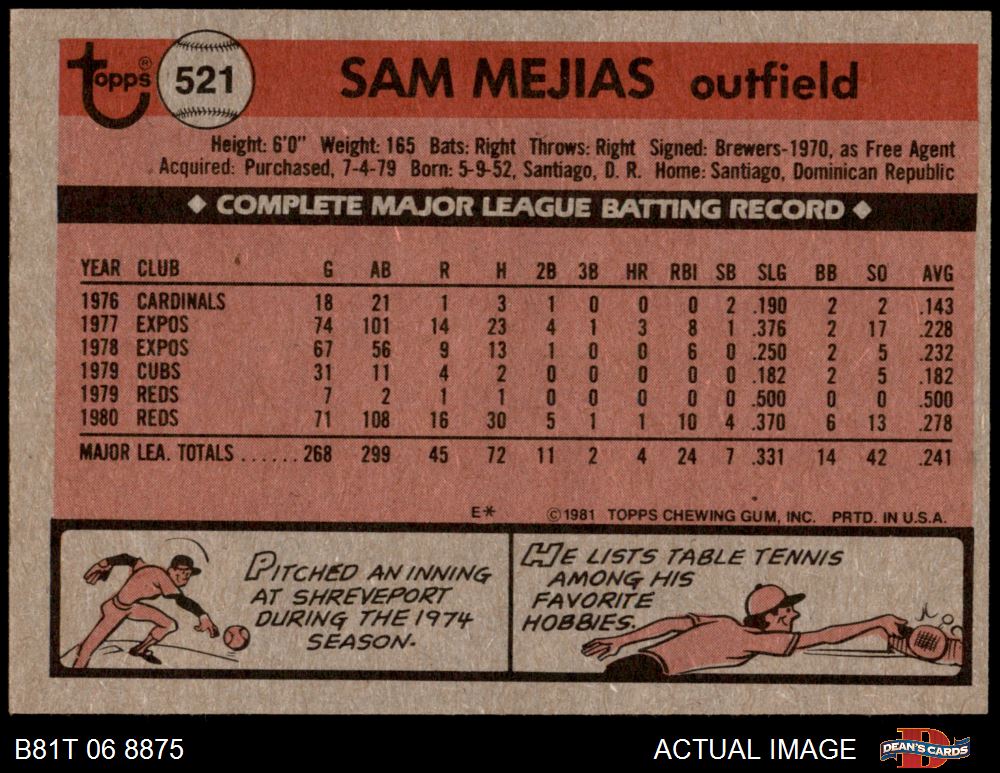 Topps® 521 SAM MEJIAS outfield
Height: 6'0" Weight: 165 Bats: Right Throws: Right Signed: Brewers-1970, as Free Agent
Acquired: Purchased, 7-4-79 Born: 5-9-52, Santiago, D. R. Home: Santiago, Dominican Republic
◆ COMPLETE MAJOR LEAGUE BATTING RECORD ◆
YEAR CLUB G AB R H 2B 3B HR RBI SB SLG BB SO AVG
1976 CARDINALS 18 21 1 3 1 0 0 0 2 .190 2 2 .143
1977 EXPOS 74 101 14 23 4 1 3 8 1 .376 2 17 .228
1978 EXPOS 67 56 9 13 1 0 0 6 0 .250 2 5 .232
1979 CUBS 31 11 4 2 0 0 0 0 0 .182 2 5 .182
1979 REDS 7 2 1 1 0 0 0 0 0 .500 0 0 .500
1980 REDS 71 108 16 30 5 1 1 10 4 .370 6 13 .278
MAJOR LEA. TOTALS ...... 268 299 45 72 11 2 4 24 7 .331 14 42 .241
E* ©1981 TOPPS CHEWING GUM, INC. PRTD. IN U.S.A.
PITCHED AN INNING
AT SHREVEPORT
DURING THE 1974
SEASON.
HE LISTS TABLE TENNIS
AMONG HIS
FAVORITE
HOBBIES.
B81T 06 8875 ACTUAL IMAGE DEAN'S CARDS